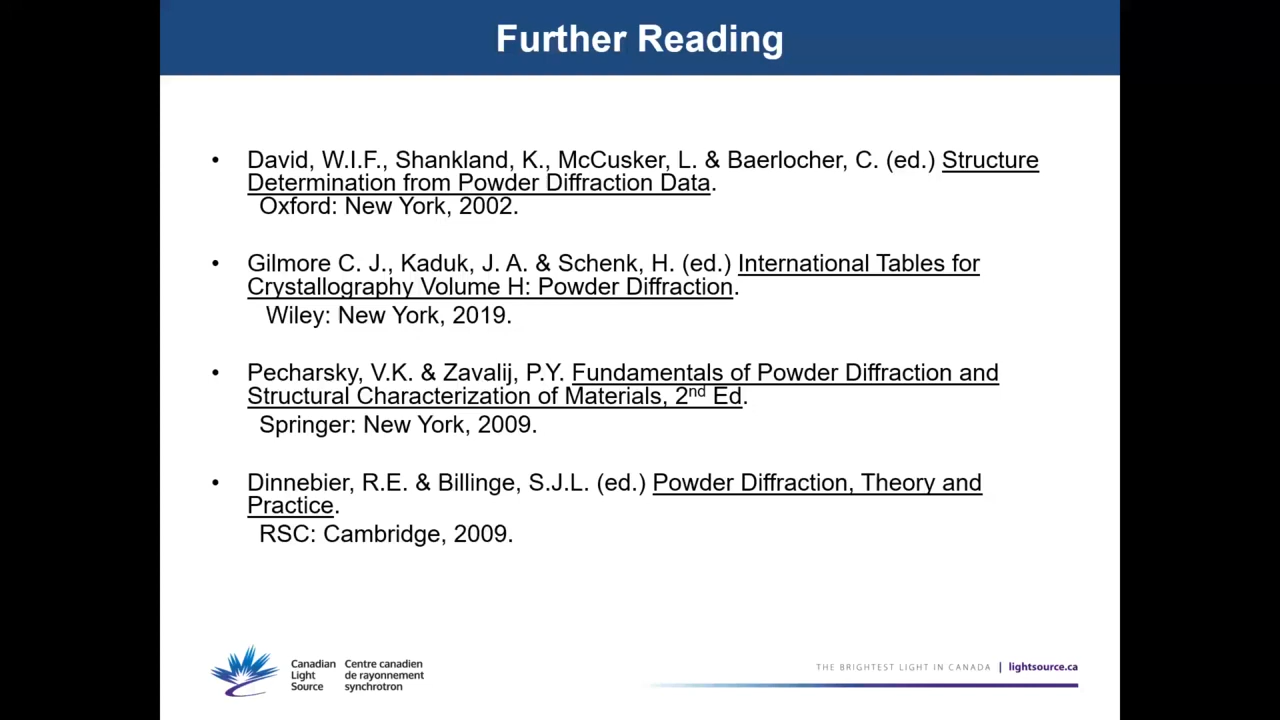 Further Reading
• David, W.I.F., Shankland, K., McCusker, L. & Baerlocher, C. (ed.) Structure
Determination from Powder Diffraction Data.
Oxford: New York, 2002.
• Gilmore C. J., Kaduk, J. A. & Schenk, H. (ed.) International Tables for
Crystallography Volume H: Powder Diffraction.
Wiley: New York, 2019.
• Pecharsky, V.K. & Zavalij, P.Y. Fundamentals of Powder Diffraction and
Structural Characterization of Materials, 2nd Ed.
Springer: New York, 2009.
• Dinnebier, R.E. & Billinge, S.J.L. (ed.) Powder Diffraction, Theory and
Practice.
RSC: Cambridge, 2009.
Canadian
Light
Source
Centre canadien
de rayonnement
synchrotron
THE BRIGHTEST LIGHT IN CANADA | lightsource.ca